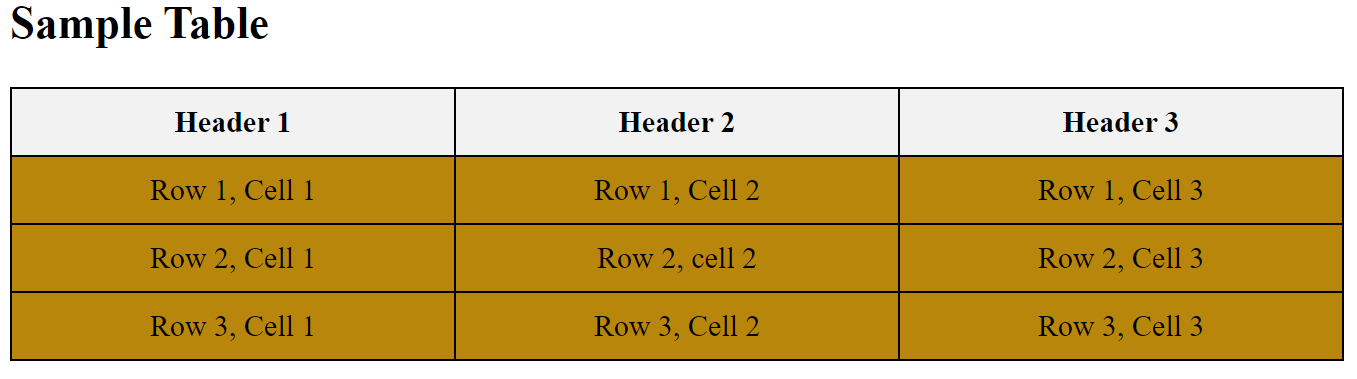 Sample Table
Header 1 Header 2 Header 3
Row 1, Cell 1 Row 1, Cell 2 Row 1, Cell 3
Row 2, Cell 1 Row 2, cell 2 Row 2, Cell 3
Row 3, Cell 1 Row 3, Cell 2 Row 3, Cell 3